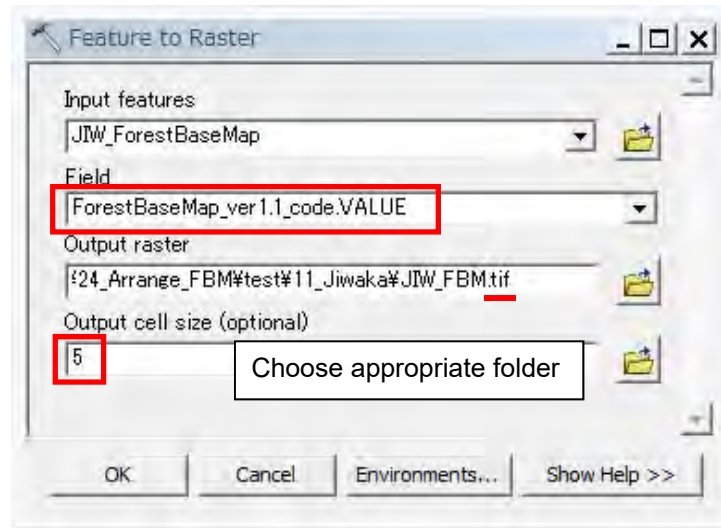 Feature to Raster
Input features
JIW_ForestBaseMap
Field
ForestBaseMap_ver1.1_code.VALUE
Output raster
24_Arrange_FBM¥test¥11_Jiwaka¥JIW_FBM.tif
Output cell size (optional)
5
Choose appropriate folder
OK Cancel Environments... Show Help >>